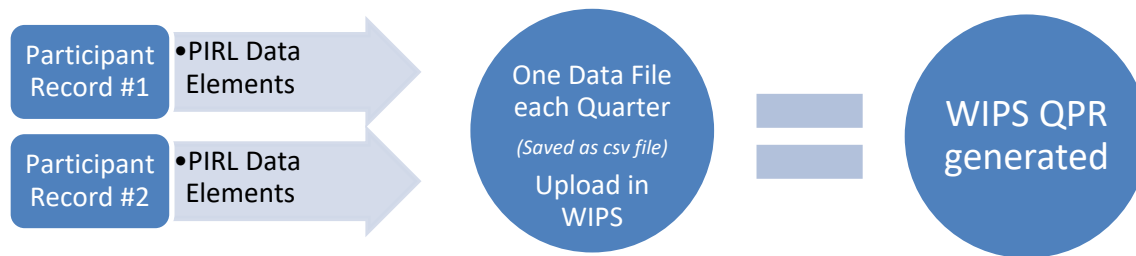 Participant
Record #1
•PIRL Data
Elements
Participant
Record #2
•PIRL Data
Elements
One Data File
each Quarter
(Saved as csv file)
Upload in
WIPS
WIPS QPR
generated